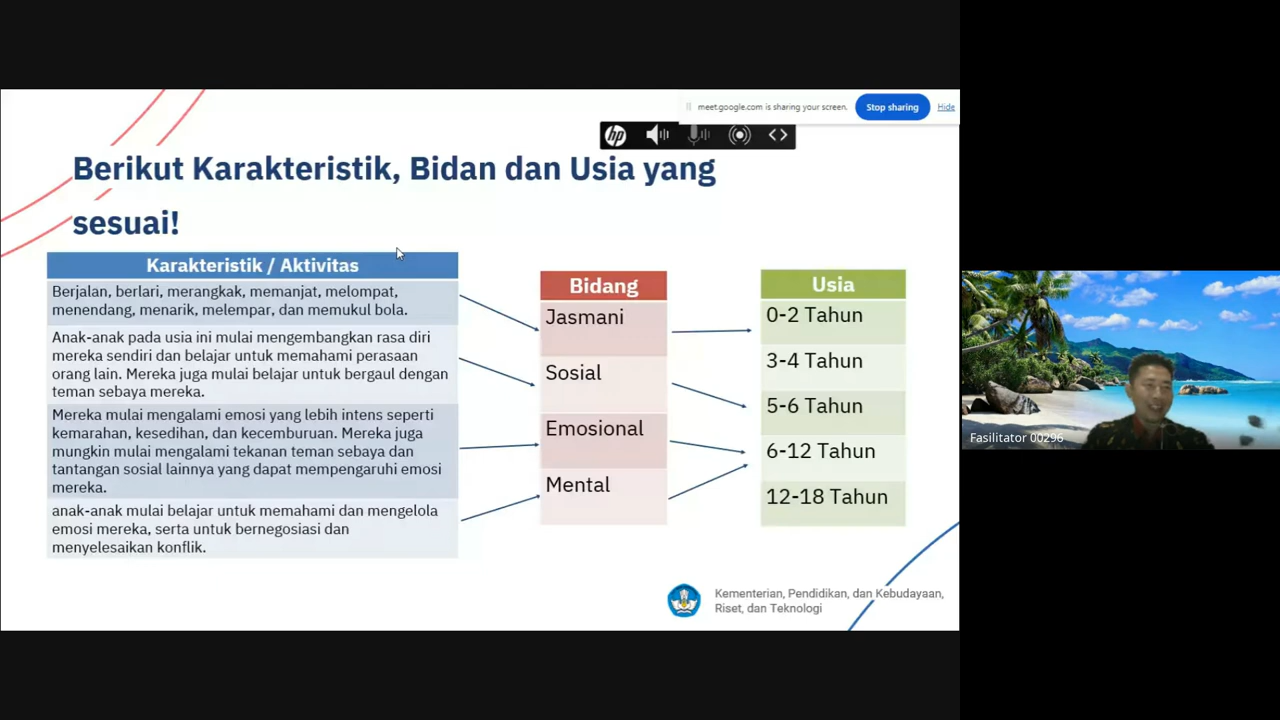 meet.google.com is sharing your screen.
Stop sharing
Hide
hp
Berikut Karakteristik, Bidan dan Usia yang
sesuai!
Karakteristik / Aktivitas
Berjalan, berlari, merangkak, memanjat, melompat,
menendang, menarik, melempar, dan memukul bola.
Anak-anak pada usia ini mulai mengembangkan rasa diri
mereka sendiri dan belajar untuk memahami perasaan
orang lain. Mereka juga mulai belajar untuk bergaul dengan
teman sebaya mereka.
Mereka mulai mengalami emosi yang lebih intens seperti
kemarahan, kesedihan, dan kecemburuan. Mereka juga
mungkin mulai mengalami tekanan teman sebaya dan
tantangan sosial lainnya yang dapat mempengaruhi emosi
mereka.
anak-anak mulai belajar untuk memahami dan mengelola
emosi mereka, serta untuk bernegosiasi dan
menyelesaikan konflik.
Bidang
Jasmani
Sosial
Emosional
Mental
Usia
0-2 Tahun
3-4 Tahun
5-6 Tahun
6-12 Tahun
12-18 Tahun
Kementerian, Pendidikan, dan Kebudayaan,
Riset, dan Teknologi
Fasilitator 00296